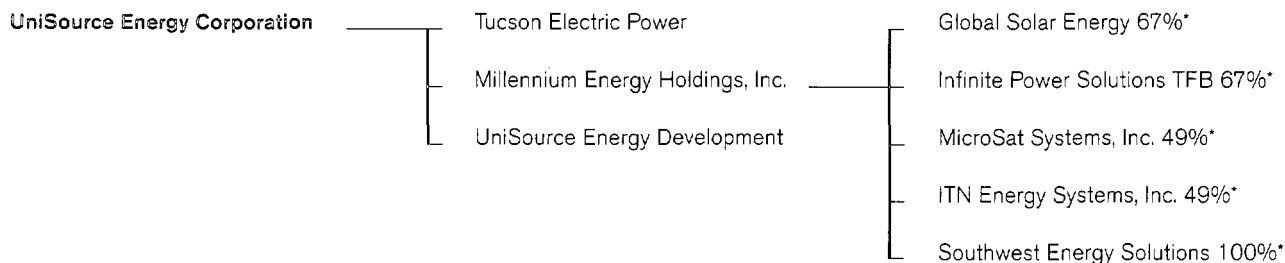 UniSource Energy Corporation
Tucson Electric Power
Millennium Energy Holdings, Inc.
UniSource Energy Development
Global Solar Energy 67%*
Infinite Power Solutions TFB 67%*
MicroSat Systems, Inc. 49%*
ITN Energy Systems, Inc. 49%*
Southwest Energy Solutions 100%*